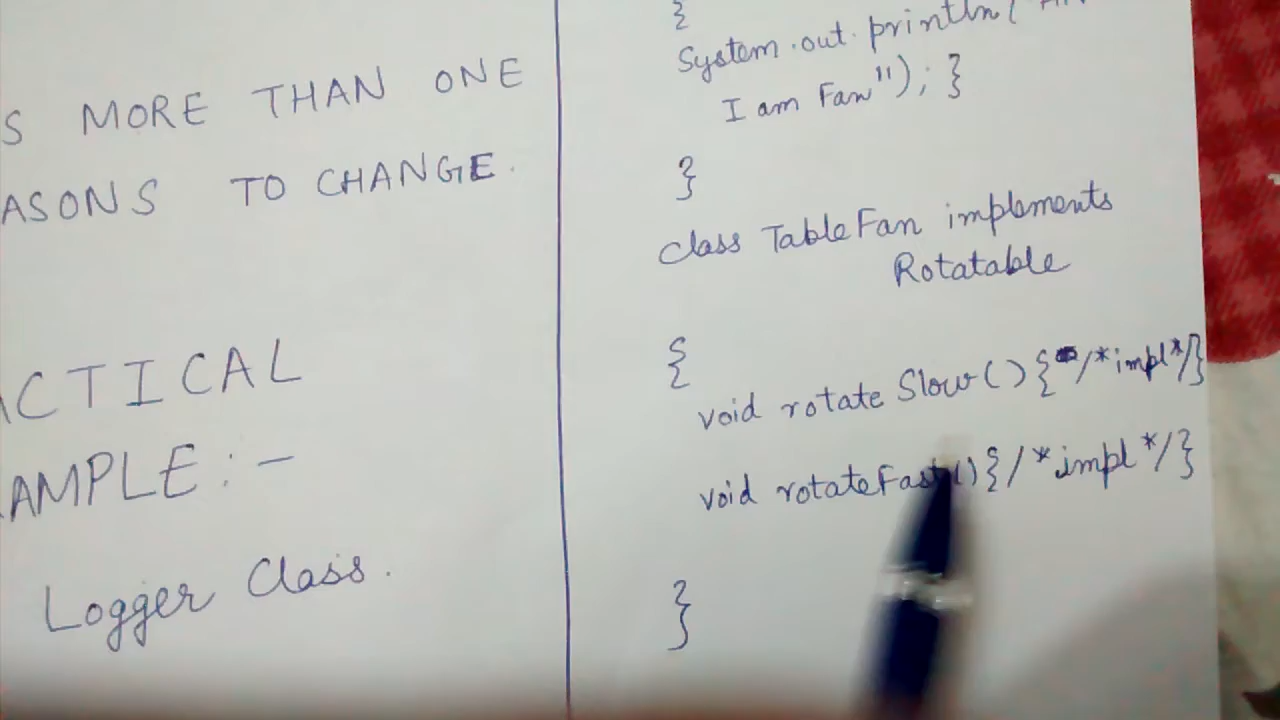 S MORE THAN ONE
ASONS TO CHANGE.
ACTICAL
AMPLE:-
Logger Class.
{
System.out.println(
I am Fan"); }
}
class TableFan implements
Rotatable
{
void rotateSlow(){/*impl*/}
void rotateFast(){/*impl*/}
}